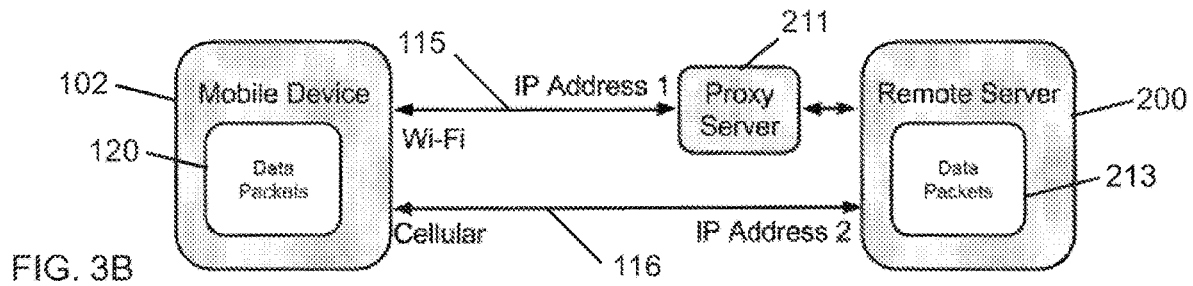 211
115
102
Mobile Device
IP Address 1
Proxy
Server
Remote Server
200
Wi-Fi
120
Data
Packets
Data
Packets
213
Cellular
IP Address 2
116
FIG. 3B